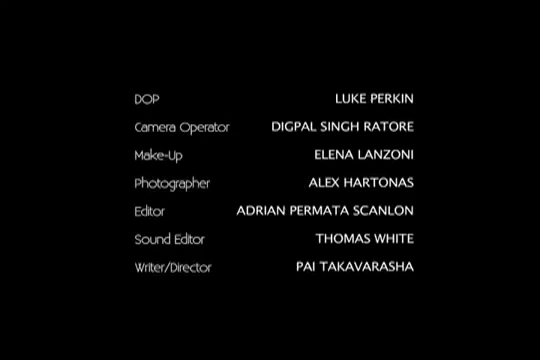 DOP LUKE PERKIN
Camera Operator DIGPAL SINGH RATORE
Make-Up ELENA LANZONI
Photographer ALEX HARTONAS
Editor ADRIAN PERMATA SCANLON
Sound Editor THOMAS WHITE
Writer/Director PAI TAKAVARASHA